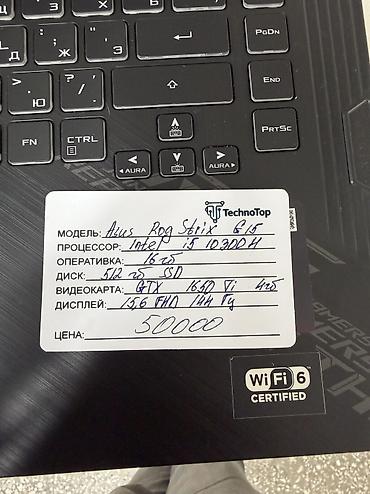 PgDn
Ж
Э
End
>
Ю
? / .
PrtSc
FN
CTRL
< AURA
AURA >
TechnoTop
МОДЕЛЬ: Asus Rog Strix G15
ПРОЦЕССОР: Intel i5 10300H
ОПЕРАТИВКА: 16 гб
ДИСК: 512 гб SSD
ВИДЕОКАРТА: GTX 1650 Ti 4гб
ДИСПЛЕЙ: 15,6 FHD 144 Гц
ЦЕНА: 50000
Wi Fi 6
CERTIFIED